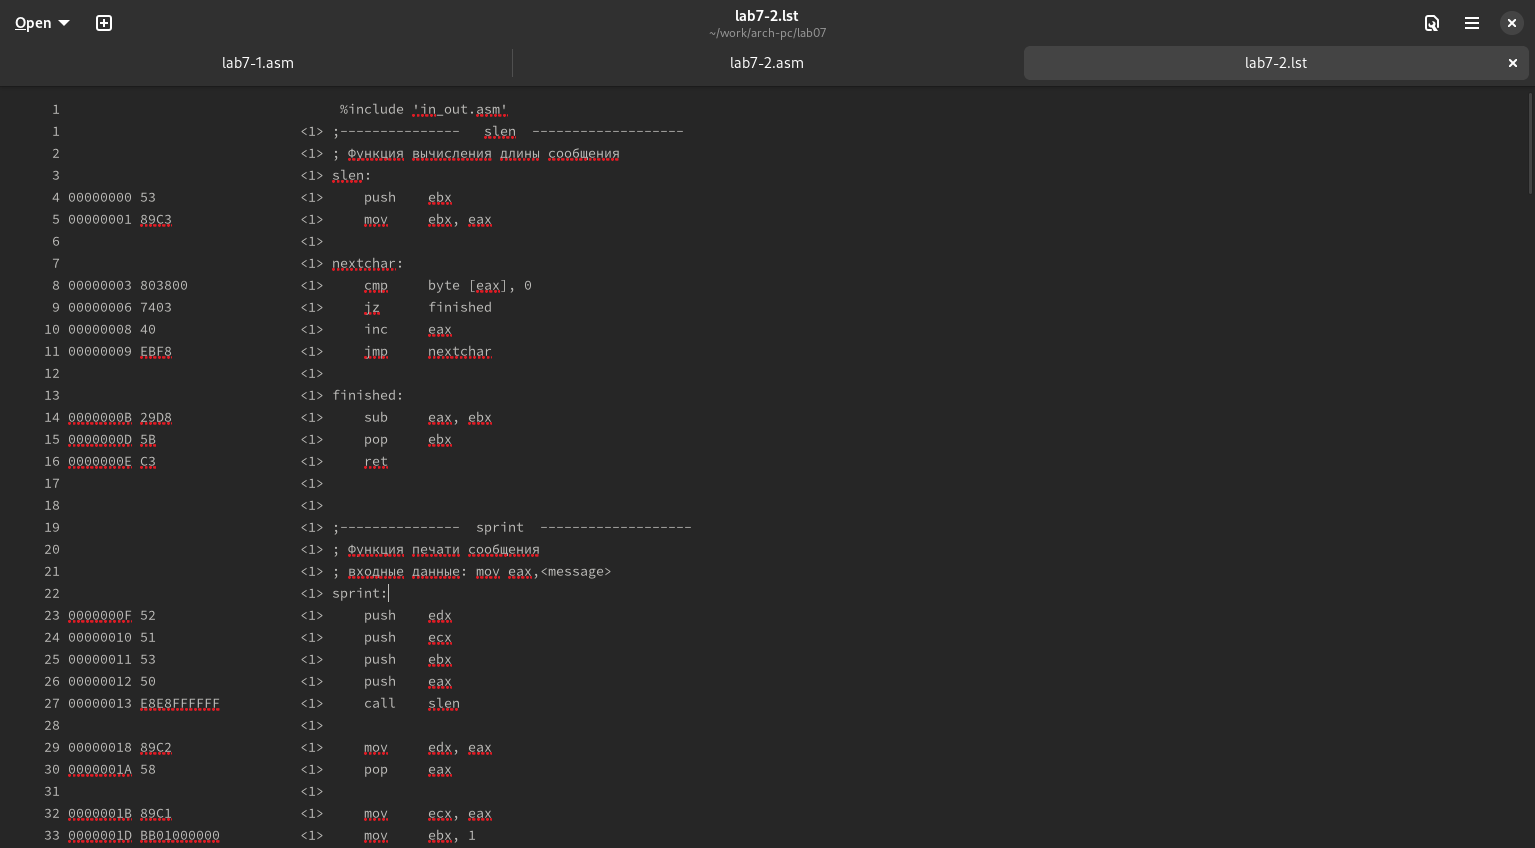 Open
lab7-2.lst
~/work/arch-pc/lab07
lab7-1.asm lab7-2.asm lab7-2.lst
1 %include 'in_out.asm'
1 <1> ;--------------- slen -------------------
2 <1> ; Функция вычисления длины сообщения
3 <1> slen:
4 00000000 53 <1> push ebx
5 00000001 89C3 <1> mov ebx, eax
6 <1>
7 <1> nextchar:
8 00000003 803800 <1> cmp byte [eax], 0
9 00000006 7403 <1> jz finished
10 00000008 40 <1> inc eax
11 00000009 EBF8 <1> jmp nextchar
12 <1>
13 <1> finished:
14 0000000B 29D8 <1> sub eax, ebx
15 0000000D 5B <1> pop ebx
16 0000000E C3 <1> ret
17 <1>
18 <1>
19 <1> ;--------------- sprint -------------------
20 <1> ; Функция печати сообщения
21 <1> ; входные данные: mov eax,<message>
22 <1> sprint:
23 0000000F 52 <1> push edx
24 00000010 51 <1> push ecx
25 00000011 53 <1> push ebx
26 00000012 50 <1> push eax
27 00000013 E8E8FFFFFF <1> call slen
28 <1>
29 00000018 89C2 <1> mov edx, eax
30 0000001A 58 <1> pop eax
31 <1>
32 0000001B 89C1 <1> mov ecx, eax
33 0000001D BB01000000 <1> mov ebx, 1